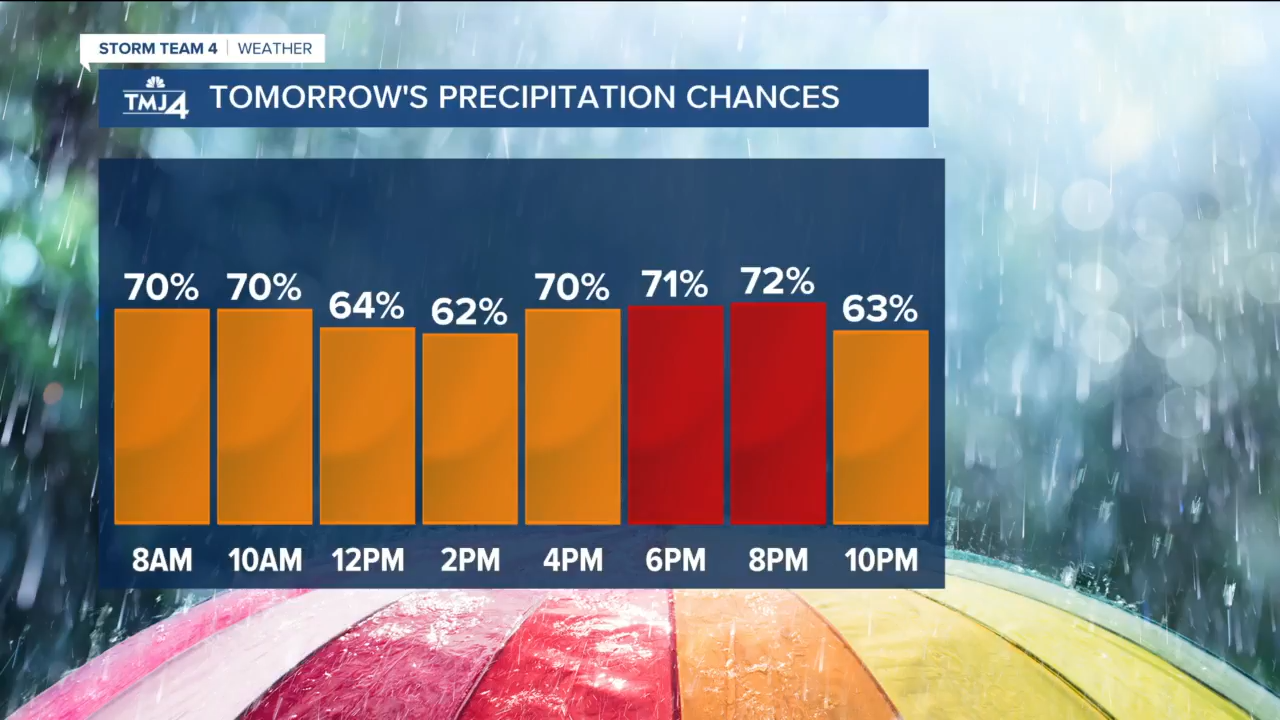 STORM TEAM 4 | WEATHER
TMJ4 TOMORROW'S PRECIPITATION CHANCES
70% 70% 64% 62% 70% 71% 72% 63%
8AM 10AM 12PM 2PM 4PM 6PM 8PM 10PM